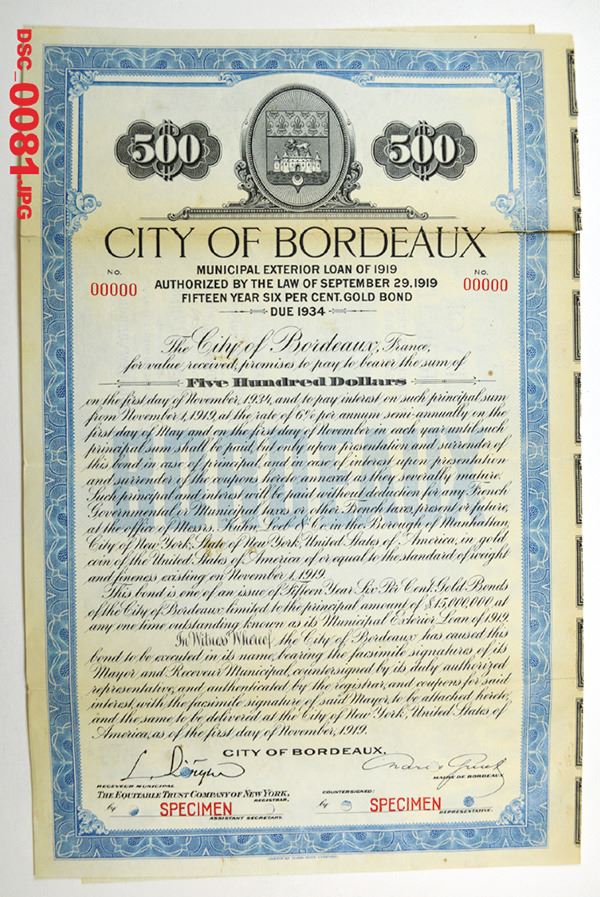 DSC_0081.JPG
$500
$500
CITY OF BORDEAUX
MUNICIPAL EXTERIOR LOAN OF 1919
No. 00000
AUTHORIZED BY THE LAW OF SEPTEMBER 29, 1919
No. 00000
FIFTEEN YEAR SIX PER CENT. GOLD BOND
DUE 1934
The City of Bordeaux, France,
for value received, promises to pay to bearer the sum of
Five Hundred Dollars
on the first day of November, 1934, and to pay interest on such principal sum
from November 1, 1919, at the rate of 6% per annum semi-annually on the
first day of May and on the first day of November in each year until such
principal sum shall be paid, but only upon presentation and surrender of
this bond in case of principal, and in case of interest upon presentation
and surrender of the coupons hereto annexed as they severally mature.
Such principal and interest will be paid without deduction for any French
Governmental or Municipal taxes or other French taxes, present or future,
at the office of Messrs. Kuhn, Loeb & Co. in the Borough of Manhattan,
City of New York, State of New York, United States of America, in gold
coin of the United States of America of or equal to the standard of weight
and fineness existing on November 1, 1919.
This bond is one of an issue of Fifteen Year Six Per Cent. Gold Bonds
of the City of Bordeaux limited to the principal amount of $15,000,000 at
any one time outstanding known as its Municipal Exterior Loan of 1919.
In Witness Whereof, the City of Bordeaux has caused this
bond to be executed in its name, bearing the facsimile signatures of its
Mayor and Receveur Municipal, countersigned by its duly authorized
representative, and authenticated by the registrar, and coupons for said
interest, with the facsimile signature of said Mayor, to be attached hereto,
and the same to be delivered at the City of New York, United States of
America, as of the first day of November, 1919.
CITY OF BORDEAUX,
RECEVEUR MUNICIPAL
MAIRE DE BORDEAUX
THE EQUITABLE TRUST COMPANY OF NEW YORK,
REGISTRAR,
COUNTERSIGNED:
by SPECIMEN
ASSISTANT SECRETARY.
by SPECIMEN
REPRESENTATIVE.